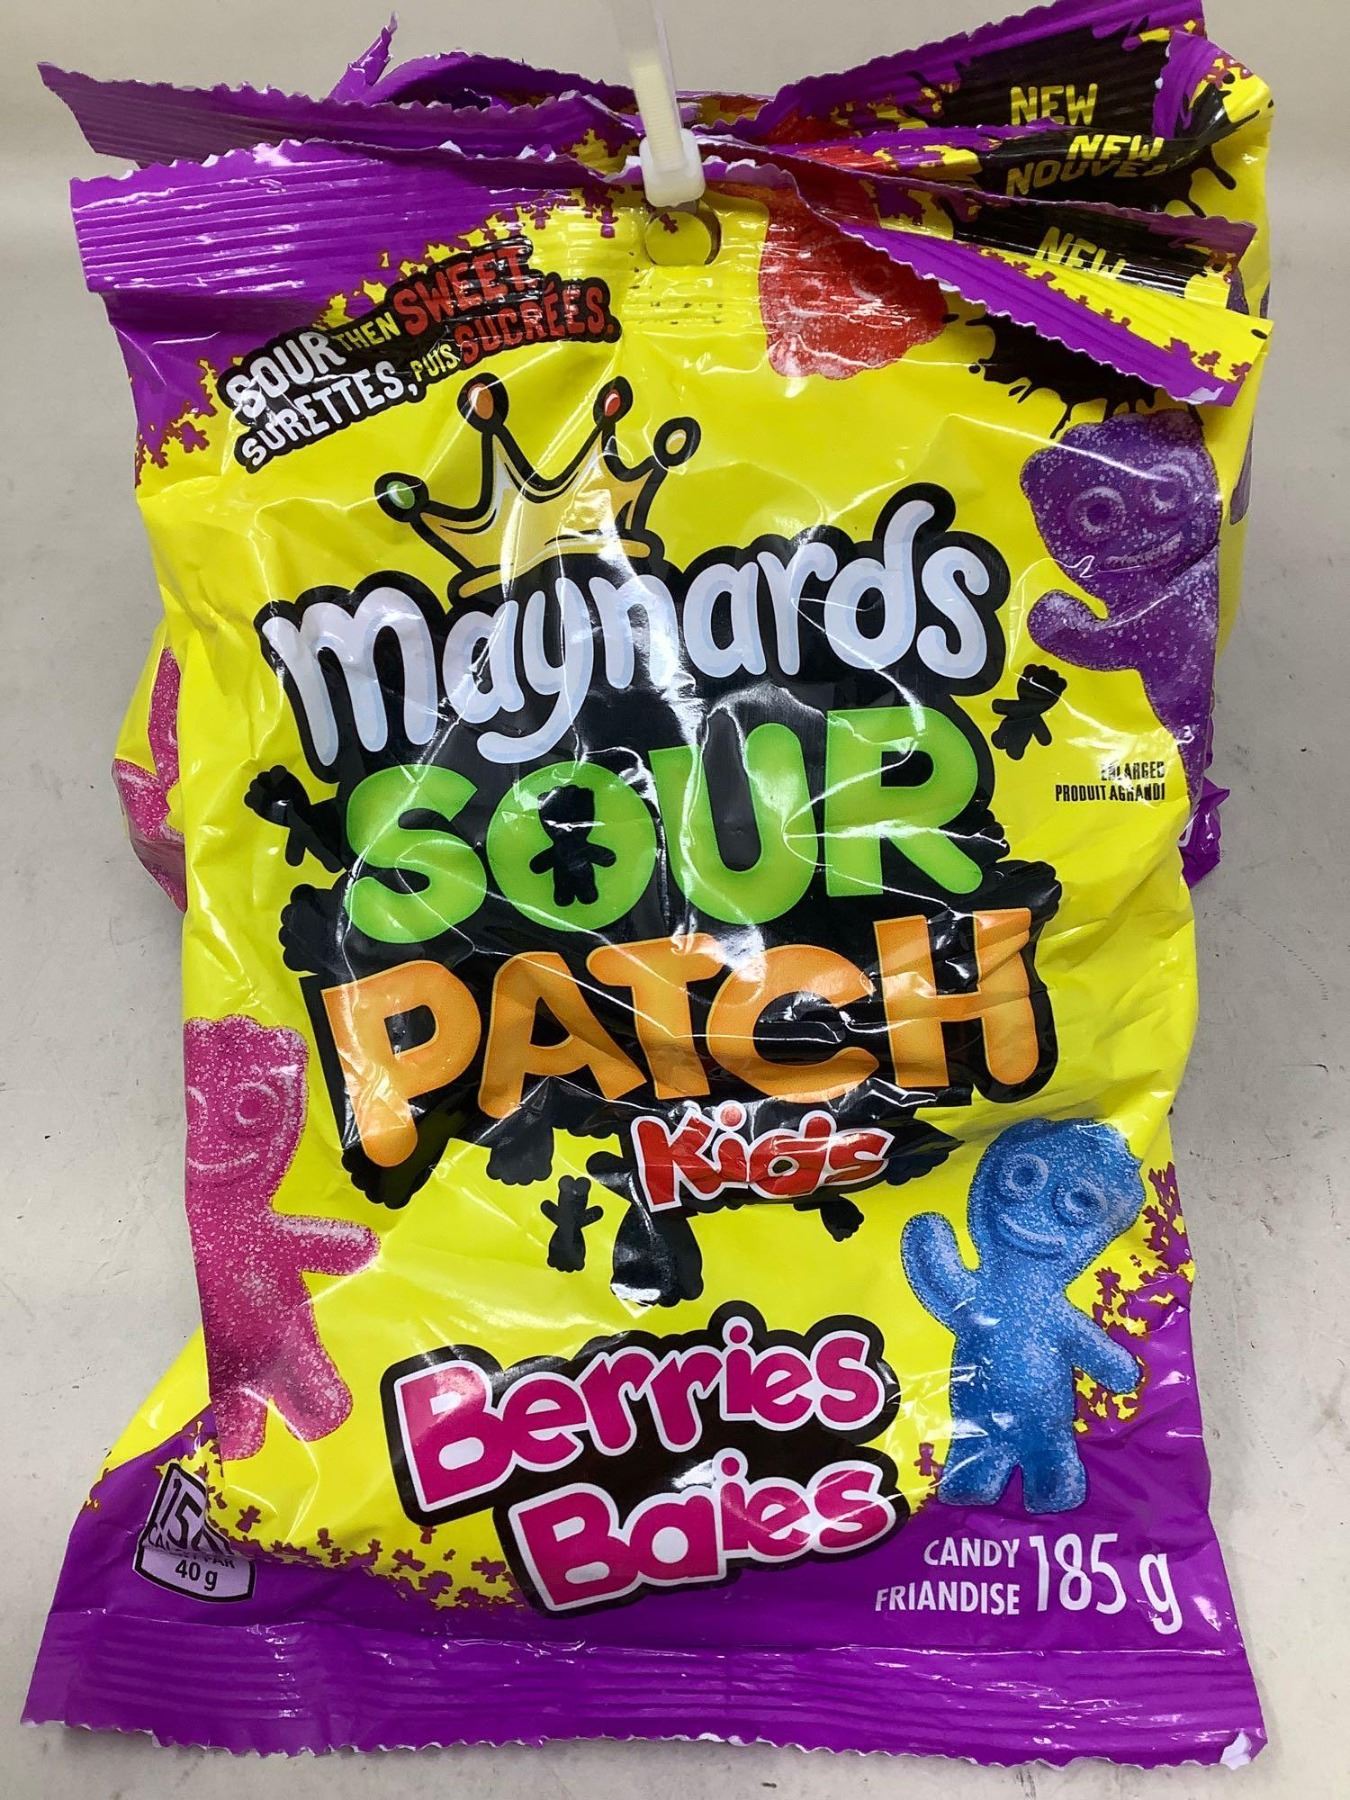 NEW
NEW
NOUVE
NEW
SOUR THEN SWEET.
SURETTES, PUIS SUCRÉES.
maynards
SOUR
PATCH
Kids
ENLARGED
PRODUIT AGRANDI
Berries
Baies
40 g
CANDY
FRIANDISE
185 g